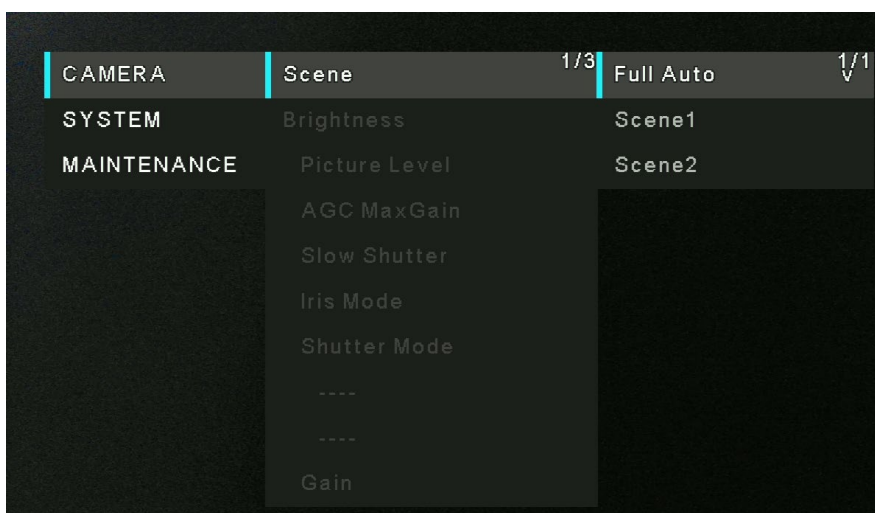 CAMERA
SYSTEM
MAINTENANCE
Scene 1/3
Brightness
Picture Level
AGC MaxGain
Slow Shutter
Iris Mode
Shutter Mode
----
----
Gain
Full Auto 1/1
Scene1
Scene2